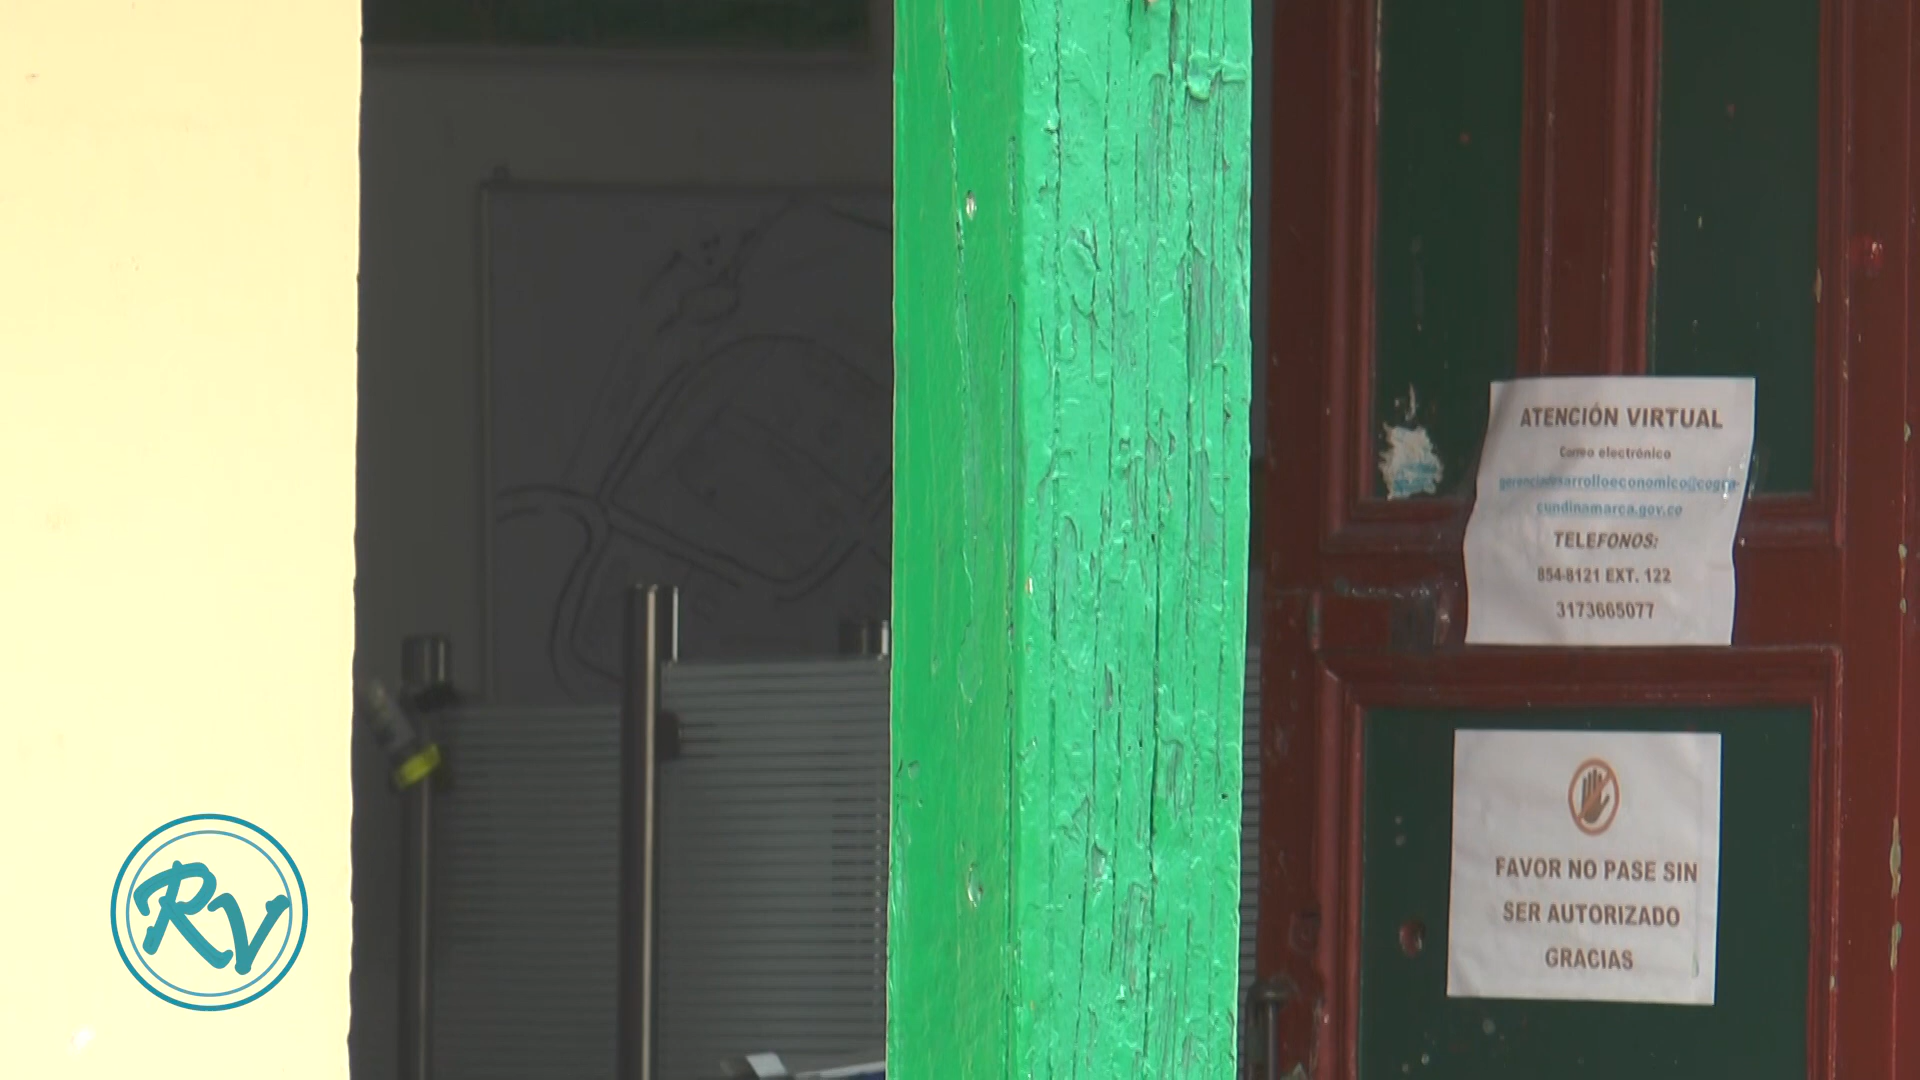 ATENCIÓN VIRTUAL
Correo electrónico
gerenciadesarrolloeconomico@cogua-
cundinamarca.gov.co
TELEFONOS:
854-8121 EXT. 122
3173665077
FAVOR NO PASE SIN
SER AUTORIZADO
GRACIAS
RV